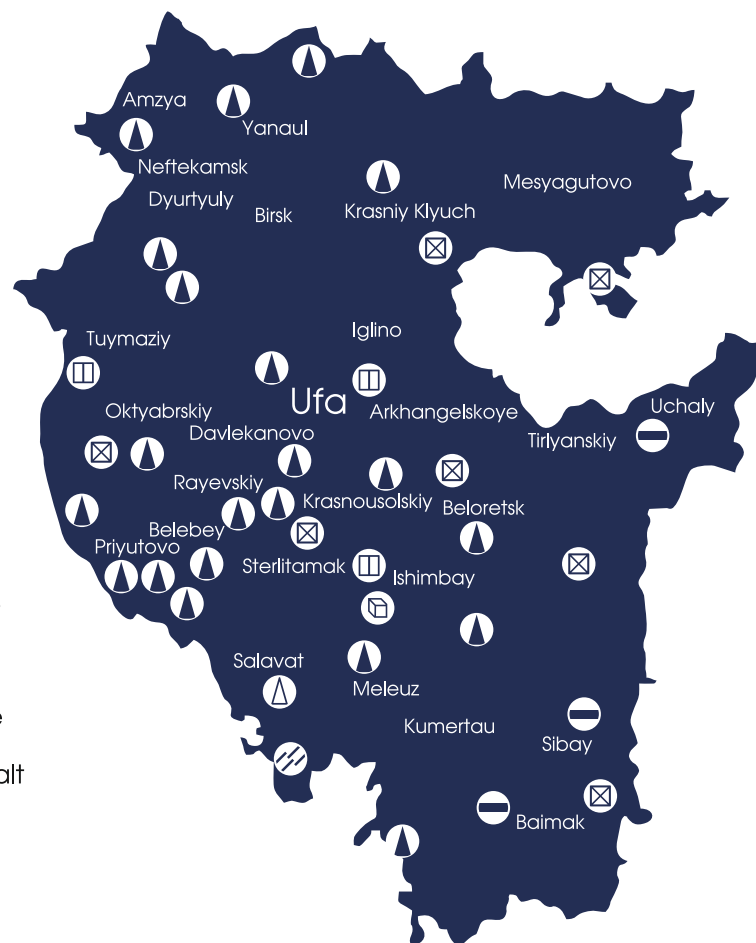 Amzya
Yanaul
Neftekamsk
Mesyagutovo
Dyurtyuly
Birsk
Krasniy Klyuch
Iglino
Tuymaziy
Ufa
Arkhangelskoye
Uchaly
Oktyabrskiy
Davlekanovo
Tirlyanskiy
Rayevskiy
Krasnousolskiy
Beloretsk
Belebey
Priyutovo
Sterlitamak
Ishimbay
Salavat
Meleuz
Kumertau
Sibay
alt
Baimak